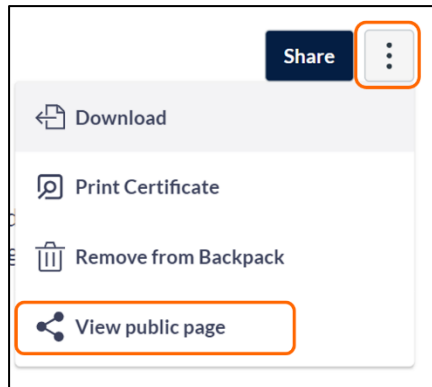 Share
Download
Print Certificate
Remove from Backpack
View public page